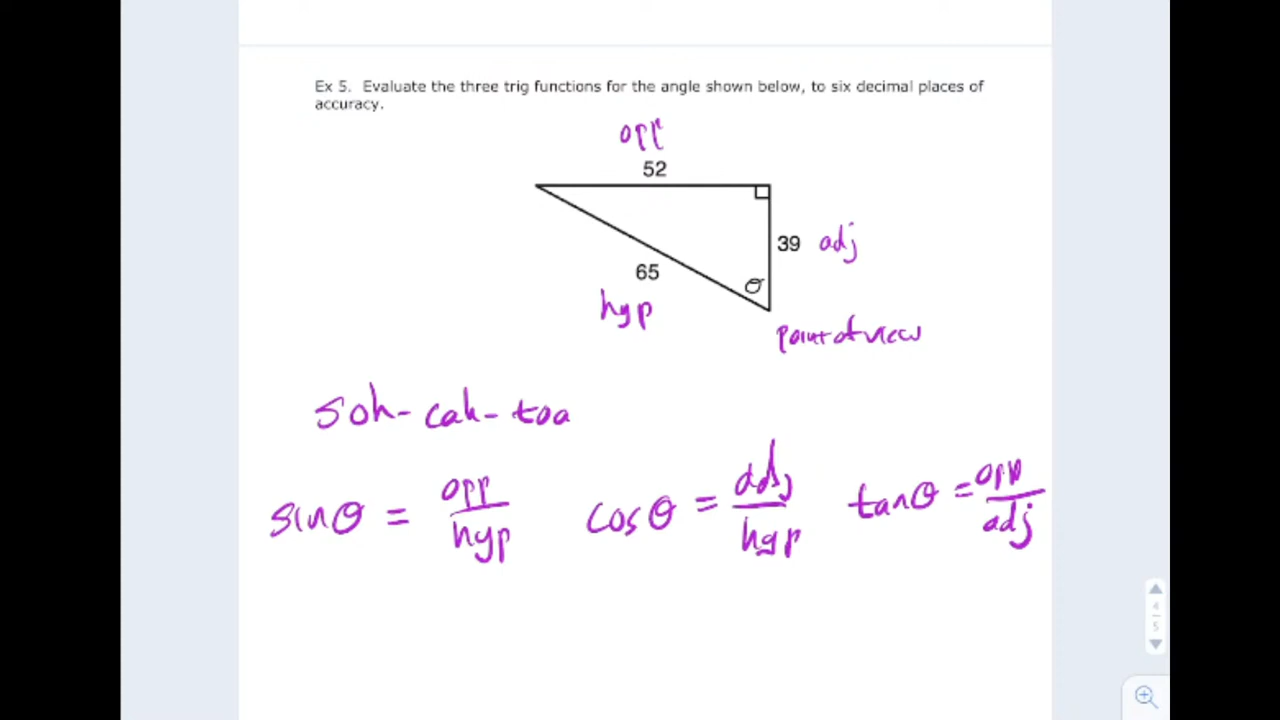 Ex 5. Evaluate the three trig functions for the angle shown below, to six decimal places of
accuracy.
opp
52
39 adj
65
θ
hyp
point of view
soh-cah-toa
sinθ = opp/hyp cosθ = adj/hyp tanθ = opp/adj
4
5